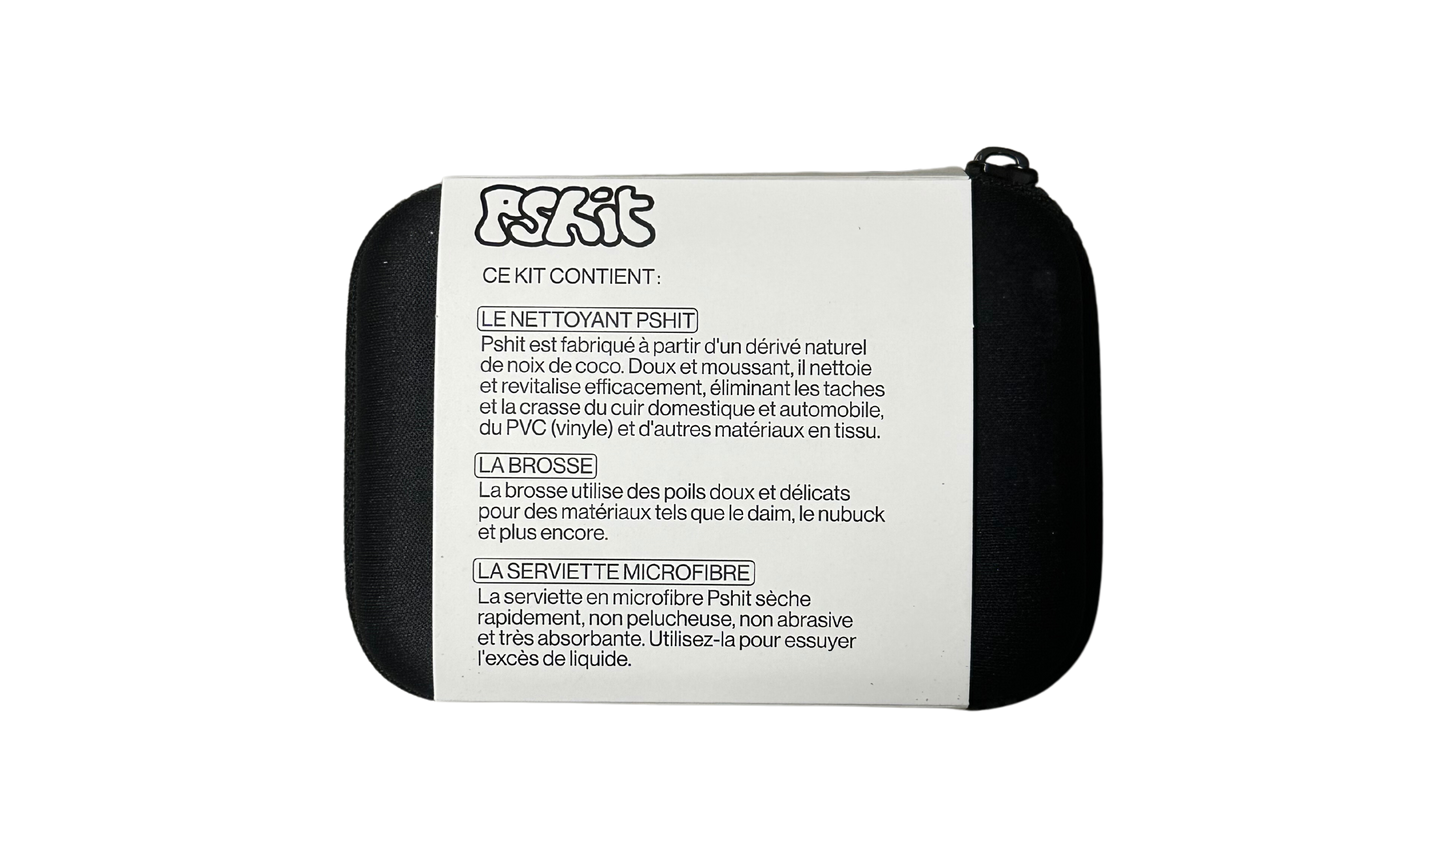 Pshit
CE KIT CONTIENT :
LE NETTOYANT PSHIT
Pshit est fabriqué à partir d'un dérivé naturel
de noix de coco. Doux et moussant, il nettoie
et revitalise efficacement, éliminant les taches
et la crasse du cuir domestique et automobile,
du PVC (vinyle) et d'autres matériaux en tissu.
LA BROSSE
La brosse utilise des poils doux et délicats
pour des matériaux tels que le daim, le nubuck
et plus encore.
LA SERVIETTE MICROFIBRE
La serviette en microfibre Pshit sèche
rapidement, non pelucheuse, non abrasive
et très absorbante. Utilisez-la pour essuyer
l'excès de liquide.